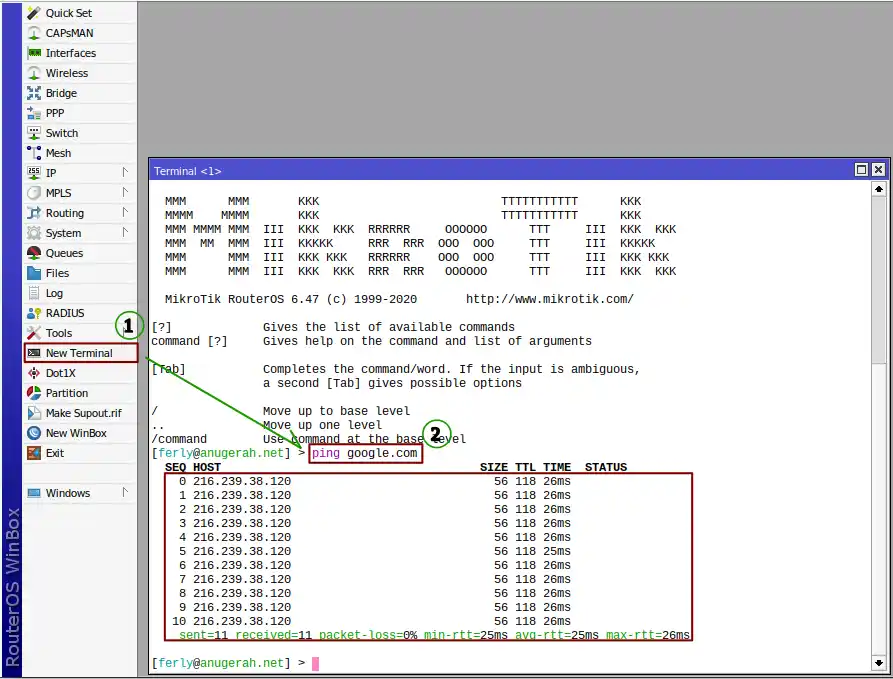 Quick Set
CAPsMAN
Interfaces
Wireless
Bridge
PPP
Switch
Mesh
IP
MPLS
Routing
System
Queues
Files
Log
RADIUS
Tools
New Terminal
Dot1X
Partition
Make Supout.rif
New WinBox
Exit
Windows
RouterOS WinBox
1
Terminal <1>
MMM      MMM       KKK                          TTTTTTTTTTT      KKK
MMMM    MMMM       KKK                          TTTTTTTTTTT      KKK
MMM MMMM MMM  III  KKK  KKK  RRRRRR     OOOOOO      TTT     III  KKK  KKK
MMM  MM  MMM  III  KKKKK     RRR  RRR  OOO  OOO     TTT     III  KKKKK
MMM      MMM  III  KKK KKK   RRRRRR    OOO  OOO     TTT     III  KKK KKK
MMM      MMM  III  KKK  KKK  RRR  RRR   OOOOOO      TTT     III  KKK  KKK
MikroTik RouterOS 6.47 (c) 1999-2020       http://www.mikrotik.com/
[?]             Gives the list of available commands
command [?]     Gives help on the command and list of arguments
[Tab]           Completes the command/word. If the input is ambiguous,
a second [Tab] gives possible options
/               Move up to base level
..              Move up one level
/command        Use command at the base level
2
[ferly@anugerah.net] > ping google.com
SEQ HOST                                     SIZE TTL TIME  STATUS
0 216.239.38.120                             56 118 26ms
1 216.239.38.120                             56 118 26ms
2 216.239.38.120                             56 118 26ms
3 216.239.38.120                             56 118 26ms
4 216.239.38.120                             56 118 26ms
5 216.239.38.120                             56 118 25ms
6 216.239.38.120                             56 118 26ms
7 216.239.38.120                             56 118 26ms
8 216.239.38.120                             56 118 26ms
9 216.239.38.120                             56 118 26ms
10 216.239.38.120                             56 118 26ms
sent=11 received=11 packet-loss=0% min-rtt=25ms avg-rtt=25ms max-rtt=26ms
[ferly@anugerah.net] >